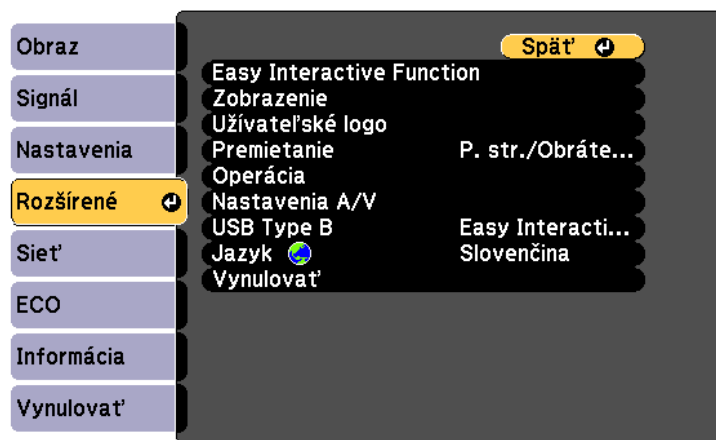 Obraz
Signál
Nastavenia
Rozšírené
Sieť
ECO
Informácia
Vynulovať
Späť
Easy Interactive Function
Zobrazenie
Užívateľské logo
Premietanie P. str./Obráte...
Operácia
Nastavenia A/V
USB Type B Easy Interacti...
Jazyk Slovenčina
Vynulovať